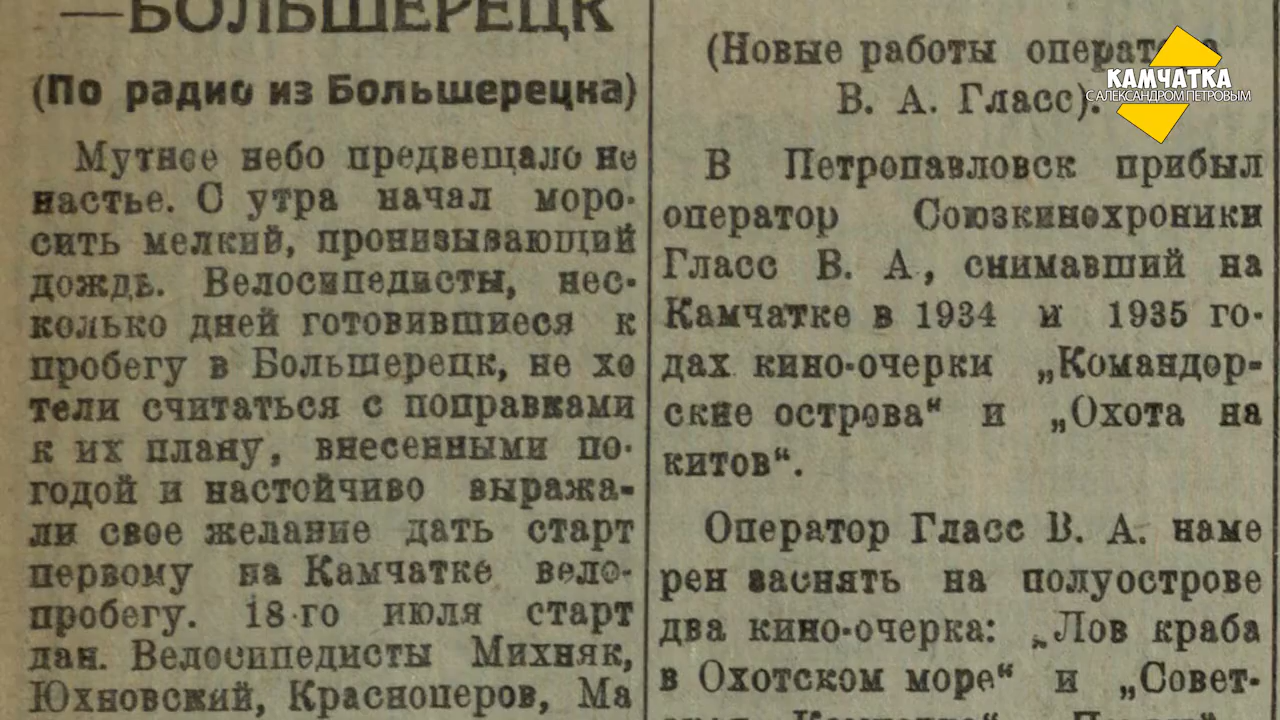 —БОЛЬШЕРЕЦК
(По радио из Большерецка)
Мутное небо предвещало не
настье. С утра начал моро-
сить мелкий, пронизывающий
дождь. Велосипедисты, нес-
колько дней готовившиеся к
пробегу в Большерецк, не хо
тели считаться с поправками
к их плану, внесенными по-
годой и настойчиво выража-
ли свое желание дать старт
первому на Камчатке вело-
пробегу. 18-го июля старт
дан. Велосипедисты Михняк,
Юхновский, Красноперов, Ма
(Новые работы оператора
В. А. Гласс).
В Петропавловск прибыл
оператор Союзкинохроники
Гласс В. А, снимавший на
Камчатке в 1934 и 1935 го-
дах кино-очерки „Командор-
ские острова“ и „Охота на
китов“.
Оператор Гласс В. А. наме
рен заснять на полуострове
два кино-очерка: „Лов краба
в Охотском море“ и „Совет-
КАМЧАТКА
С АЛЕКСАНДРОМ ПЕТРОВЫМ